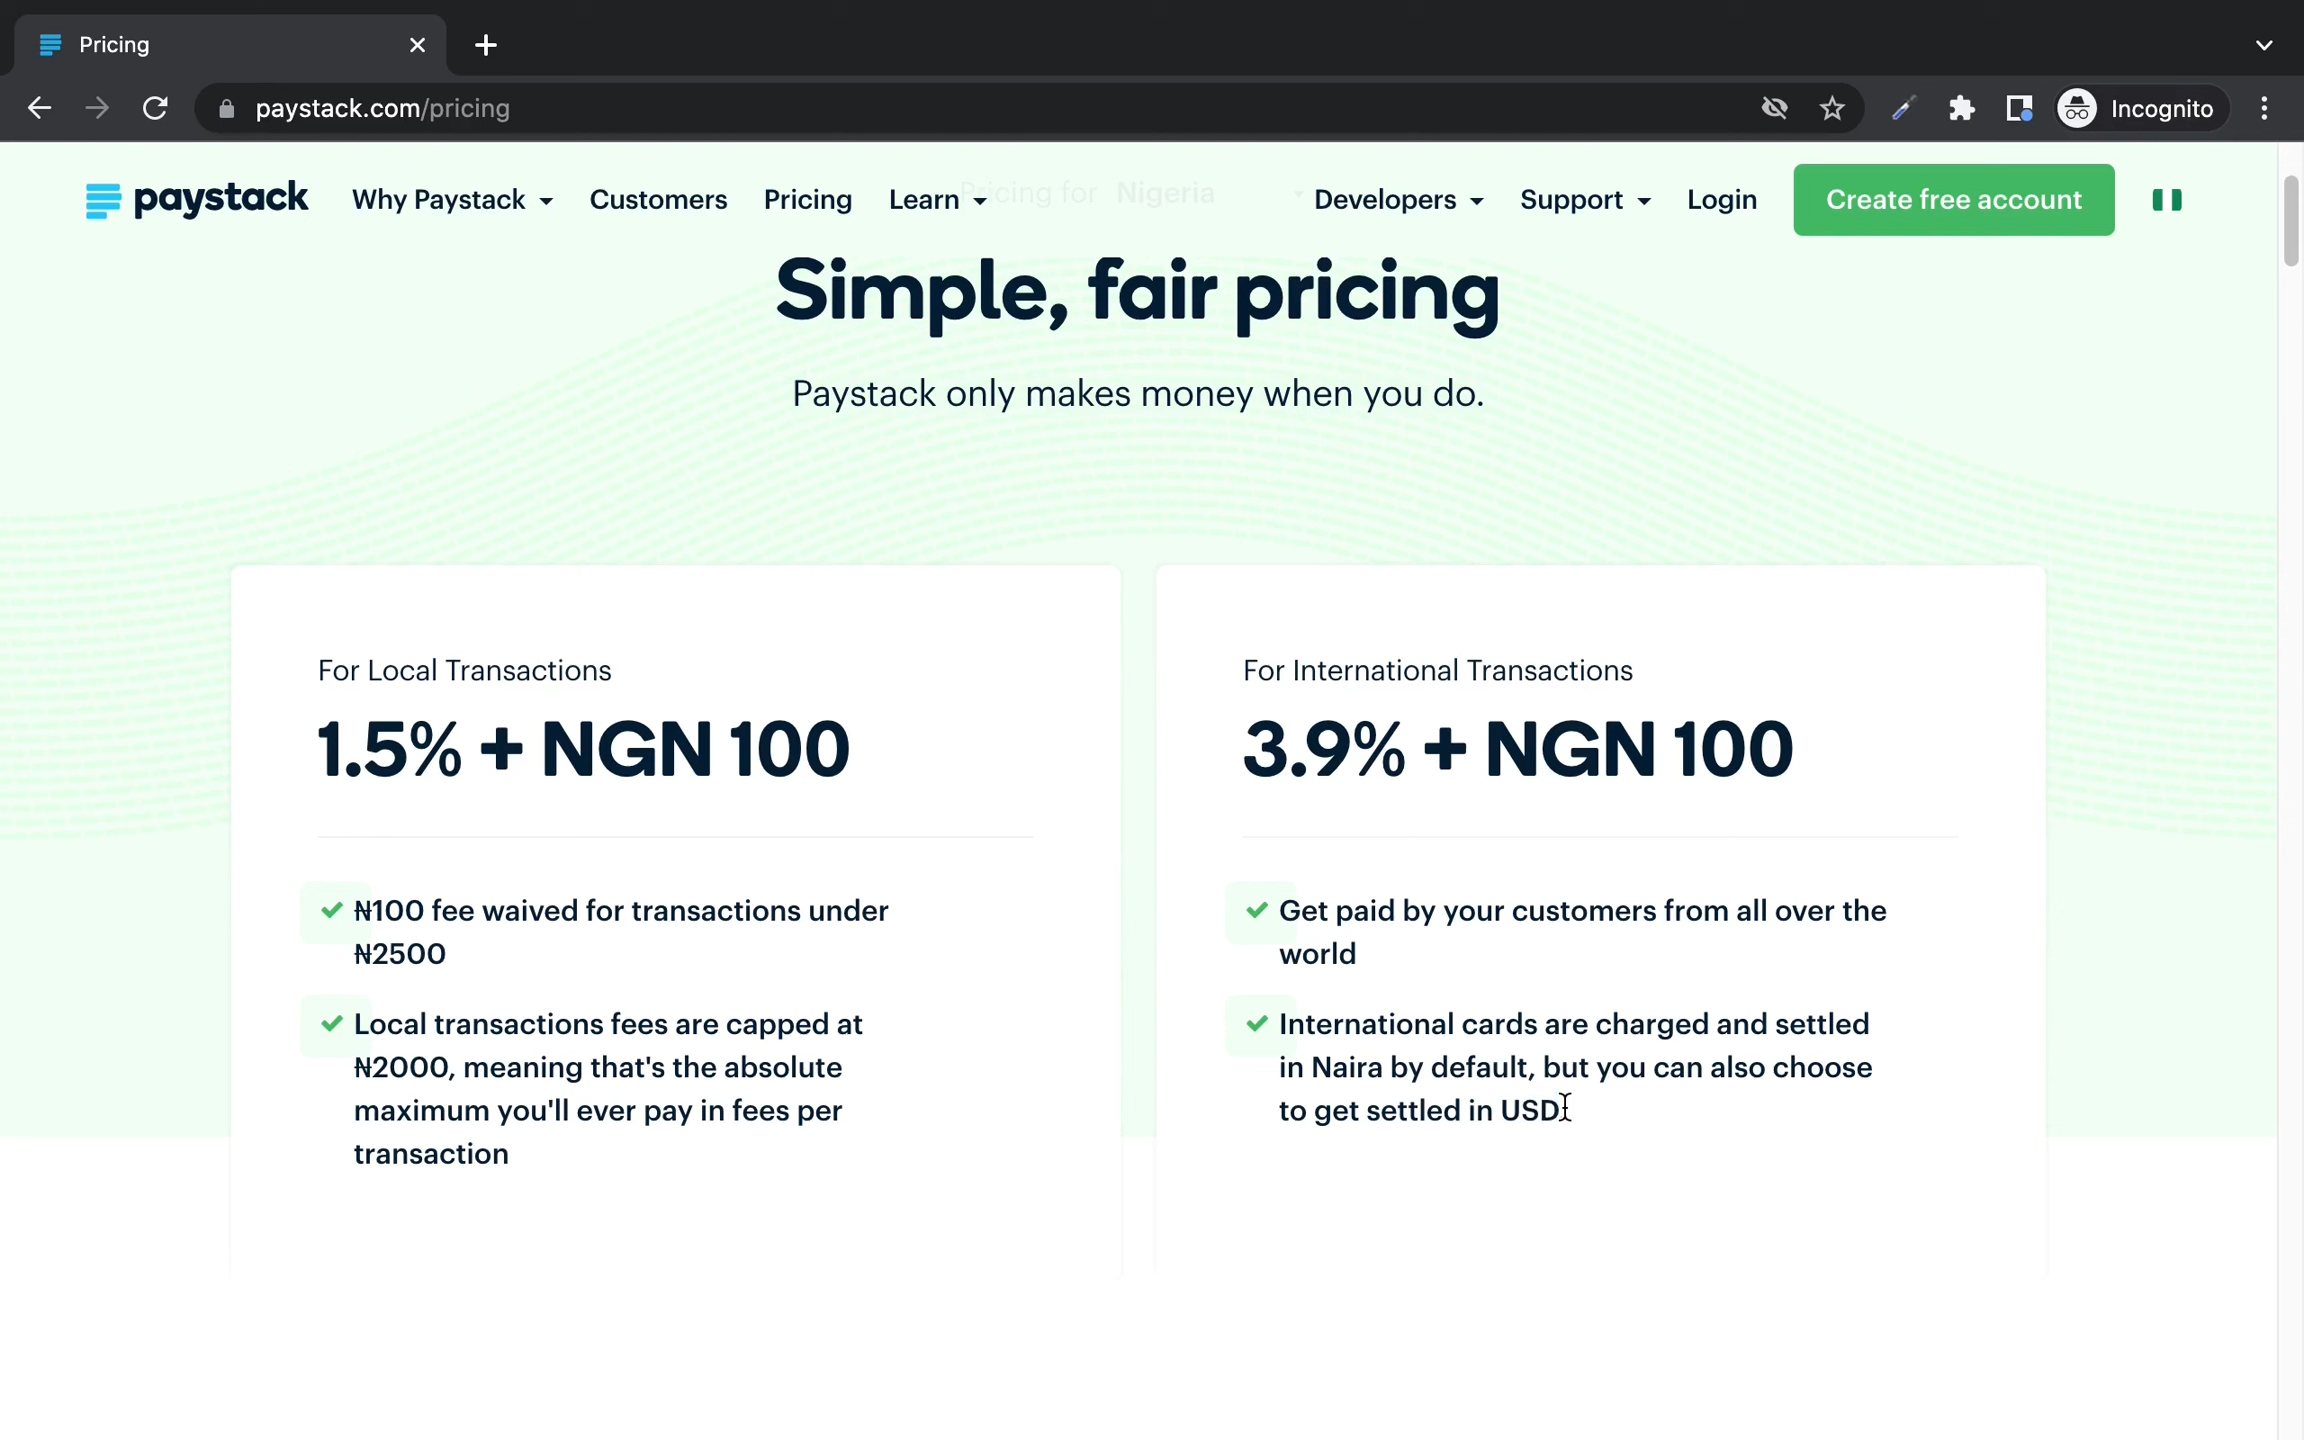 Pricing
paystack.com/pricing
Incognito
paystack
Why Paystack
Customers
Pricing
Learn
Pricing for Nigeria
Developers
Support
Login
Create free account
Simple, fair pricing
Paystack only makes money when you do.
For Local Transactions
1.5% + NGN 100
₦100 fee waived for transactions under
₦2500
Local transactions fees are capped at
₦2000, meaning that's the absolute
maximum you'll ever pay in fees per
transaction
For International Transactions
3.9% + NGN 100
Get paid by your customers from all over the
world
International cards are charged and settled
in Naira by default, but you can also choose
to get settled in USD.